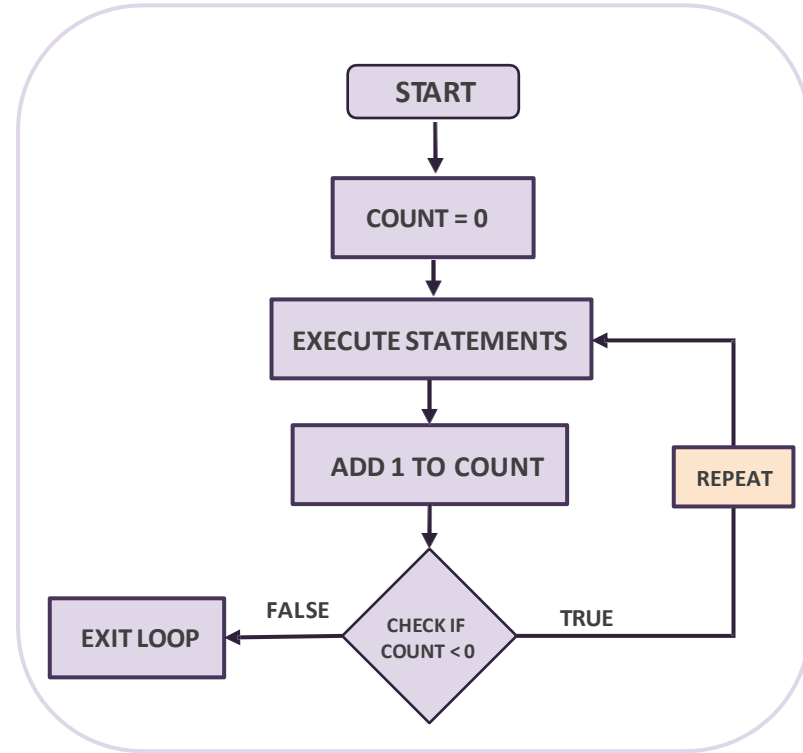 START
COUNT = 0
EXECUTE STATEMENTS
ADD 1 TO COUNT
REPEAT
FALSE
TRUE
CHECK IF
COUNT < 0
EXIT LOOP